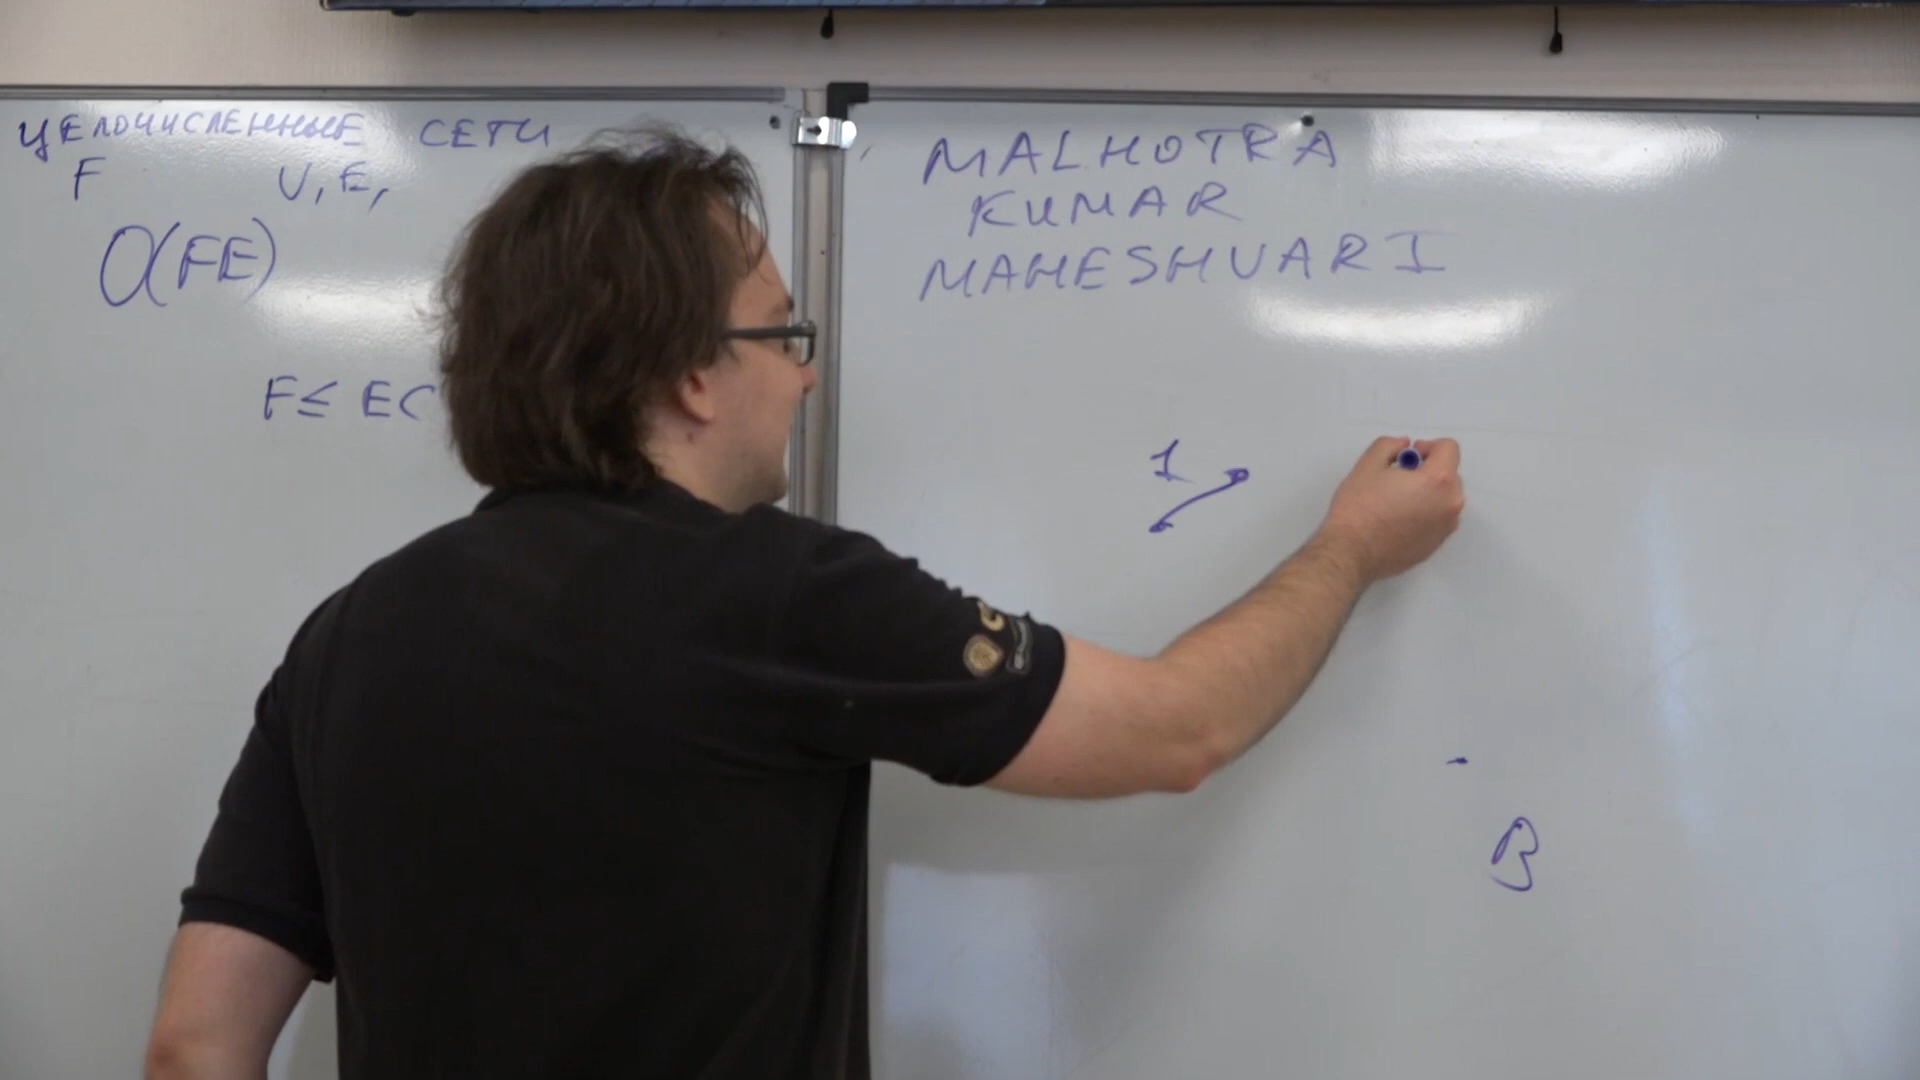 ЦЕЛОЧИСЛЕННЫЕ СЕТИ
F V, E,
O(FE)
F ≤ EC
MALHOTRA
KUMAR
MAHESHVARI
1
B